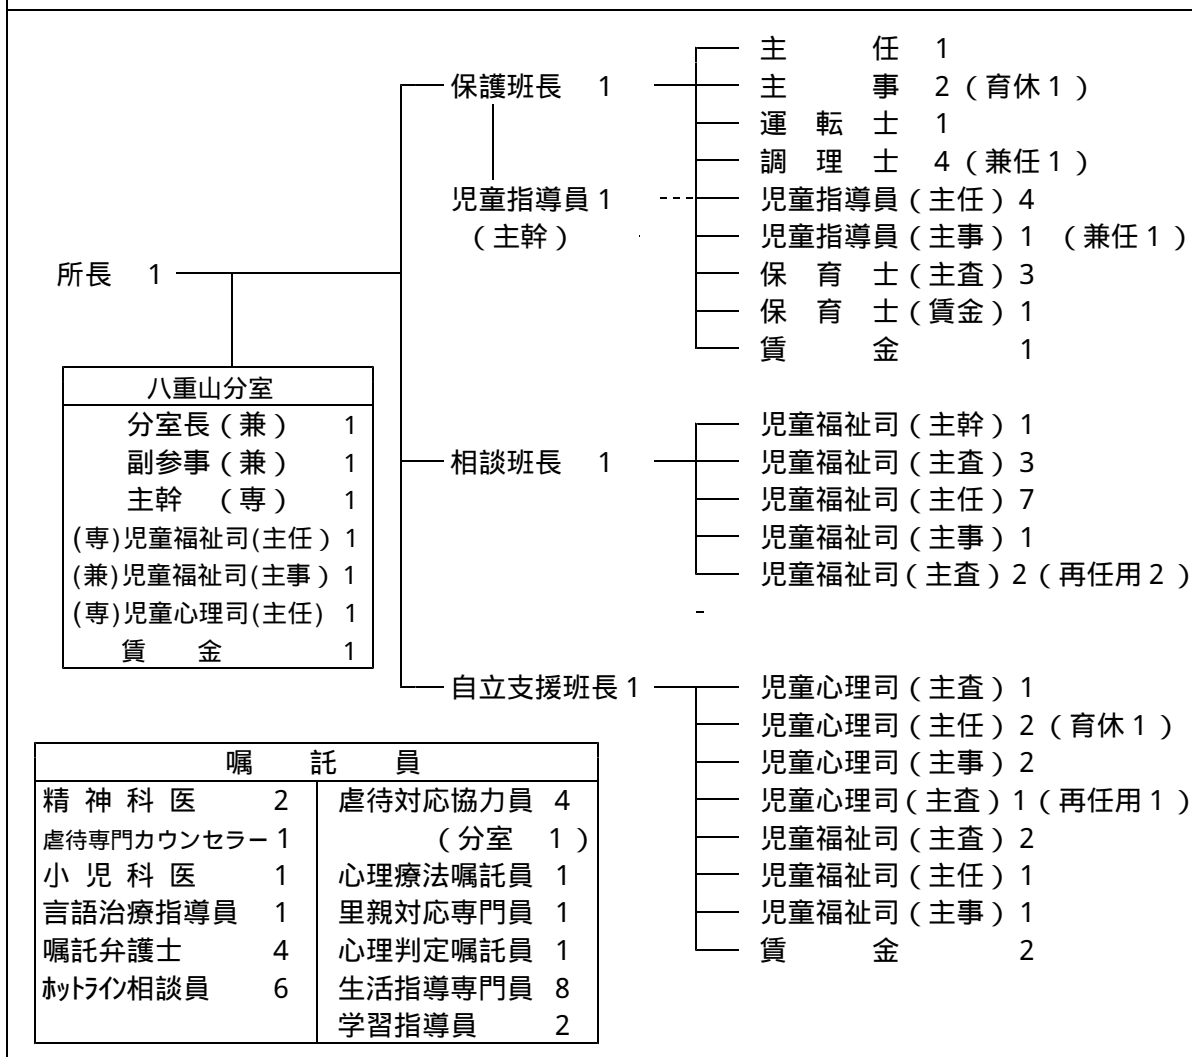 所長 1
八重山分室
分室長(兼) 1
副参事(兼) 1
主幹 (専) 1
(専)児童福祉司(主任) 1
(兼)児童福祉司(主事) 1
(専)児童心理司(主任) 1
賃 金 1
保護班長 1
児童指導員 1
(主幹)
主 任 1
主 事 2 (育休1)
運 転 士 1
調 理 士 4 (兼任1)
児童指導員(主任) 4
児童指導員(主事) 1 (兼任1)
保 育 士(主査) 3
保 育 士(賃金) 1
賃 金 1
相談班長 1
児童福祉司(主幹) 1
児童福祉司(主査) 3
児童福祉司(主任) 7
児童福祉司(主事) 1
児童福祉司(主査) 2 (再任用2)
自立支援班長 1
児童心理司(主査) 1
児童心理司(主任) 2 (育休1)
児童心理司(主事) 2
児童心理司(主査) 1 (再任用1)
児童福祉司(主査) 2
児童福祉司(主任) 1
児童福祉司(主事) 1
賃 金 2
嘱 託 員
精神科医 2
虐待専門カウンセラー 1
小児科医 1
言語治療指導員 1
嘱託弁護士 4
ホットライン相談員 6
虐待対応協力員 4
(分室 1)
心理療法嘱託員 1
里親対応専門員 1
心理判定嘱託員 1
生活指導専門員 8
学習指導員 2